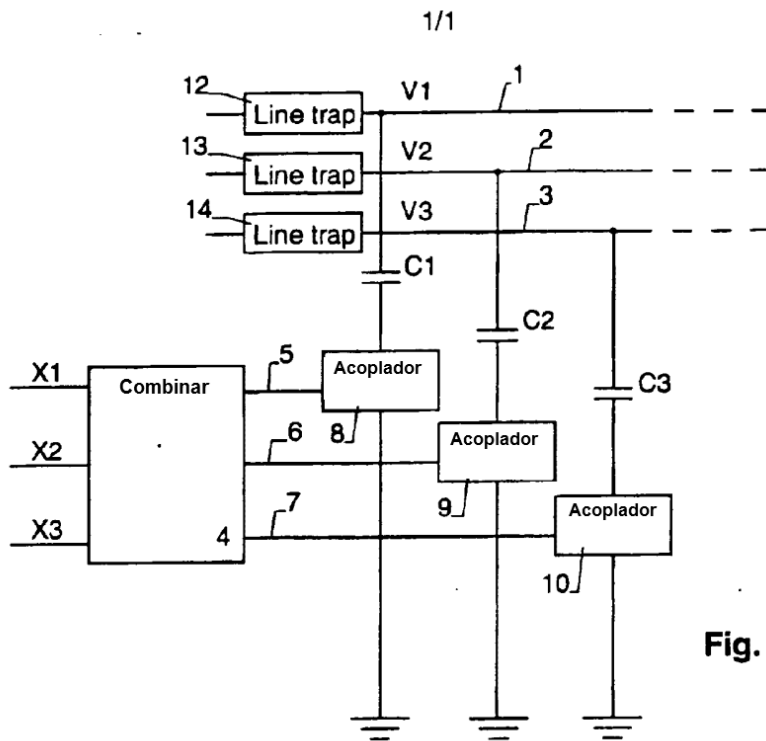 1/1
12
Line trap
V1
1
13
Line trap
V2
2
14
Line trap
V3
3
C1
C2
C3
X1
X2
X3
Combinar
4
5
Acoplador
8
6
Acoplador
9
7
Acoplador
10
Fig.